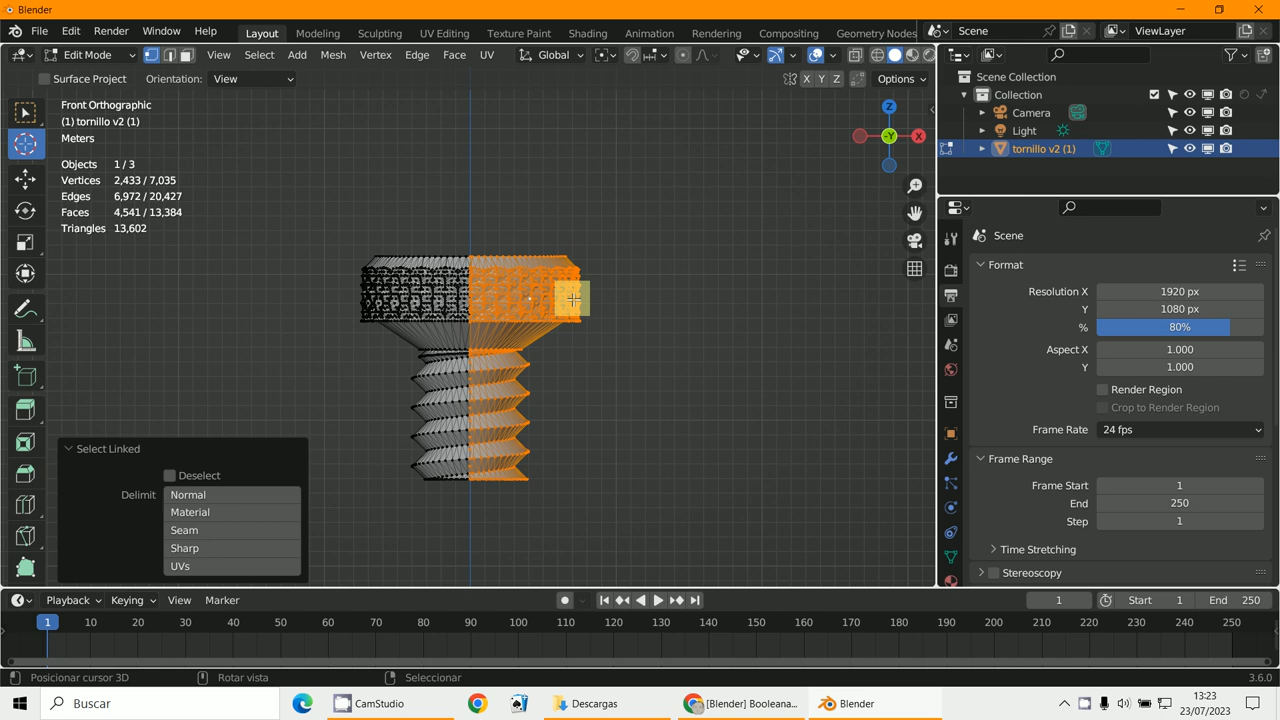 Blender
File Edit Render Window Help Layout Modeling Sculpting UV Editing Texture Paint Shading Animation Rendering Compositing Geometry Nodes Scene ViewLayer
Edit Mode View Select Add Mesh Vertex Edge Face UV Global
Surface Project Orientation: View X Y Z Options
Front Orthographic
(1) tornillo v2 (1)
Meters
Objects 1 / 3
Vertices 2,433 / 7,035
Edges 6,972 / 20,427
Faces 4,541 / 13,384
Triangles 13,602
Z
-Y
X
Select Linked
Deselect
Delimit Normal
Material
Seam
Sharp
UVs
Scene Collection
Collection
Camera
Light
tornillo v2 (1)
Scene
Format
Resolution X 1920 px
Y 1080 px
% 80%
Aspect X 1.000
Y 1.000
Render Region
Crop to Render Region
Frame Rate 24 fps
Frame Range
Frame Start 1
End 250
Step 1
Time Stretching
Stereoscopy
Playback Keying View Marker 1 Start 1 End 250
1 10 20 30 40 50 60 70 80 90 100 110 120 130 140 150 160 170 180 190 200 210 220 230 240 250
Posicionar cursor 3D Rotar vista Seleccionar 3.6.0
Buscar CamStudio Descargas [Blender] Booleana... Blender 13:23
23/07/2023